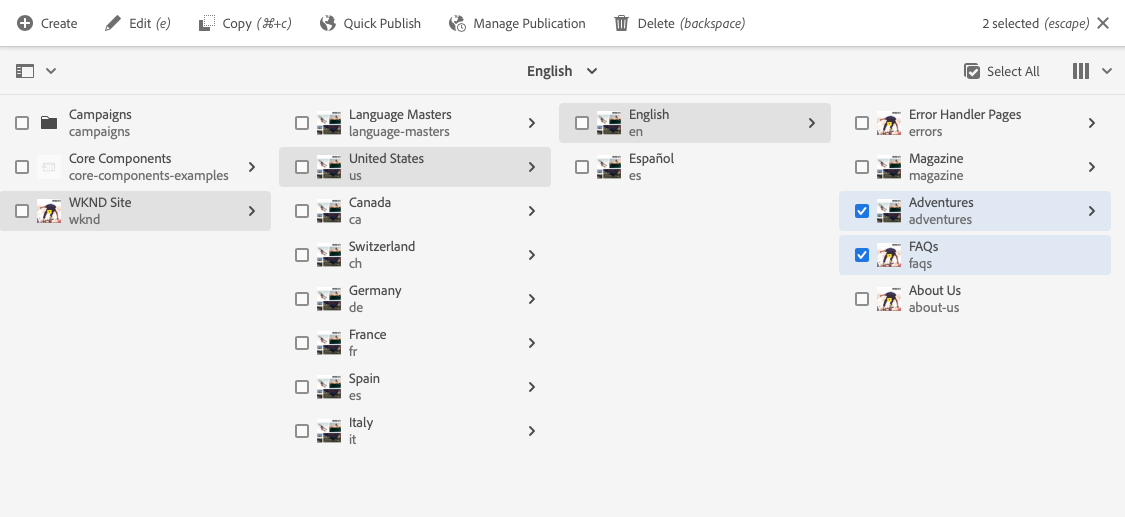 Create Edit (e) Copy (⌘+c) Quick Publish Manage Publication Delete (backspace) 2 selected (escape)
English Select All
Campaigns
campaigns
Core Components
core-components-examples
WKND Site
wknd
Language Masters
language-masters
United States
us
Canada
ca
Switzerland
ch
Germany
de
France
fr
Spain
es
Italy
it
English
en
Español
es
Error Handler Pages
errors
Magazine
magazine
Adventures
adventures
FAQs
faqs
About Us
about-us